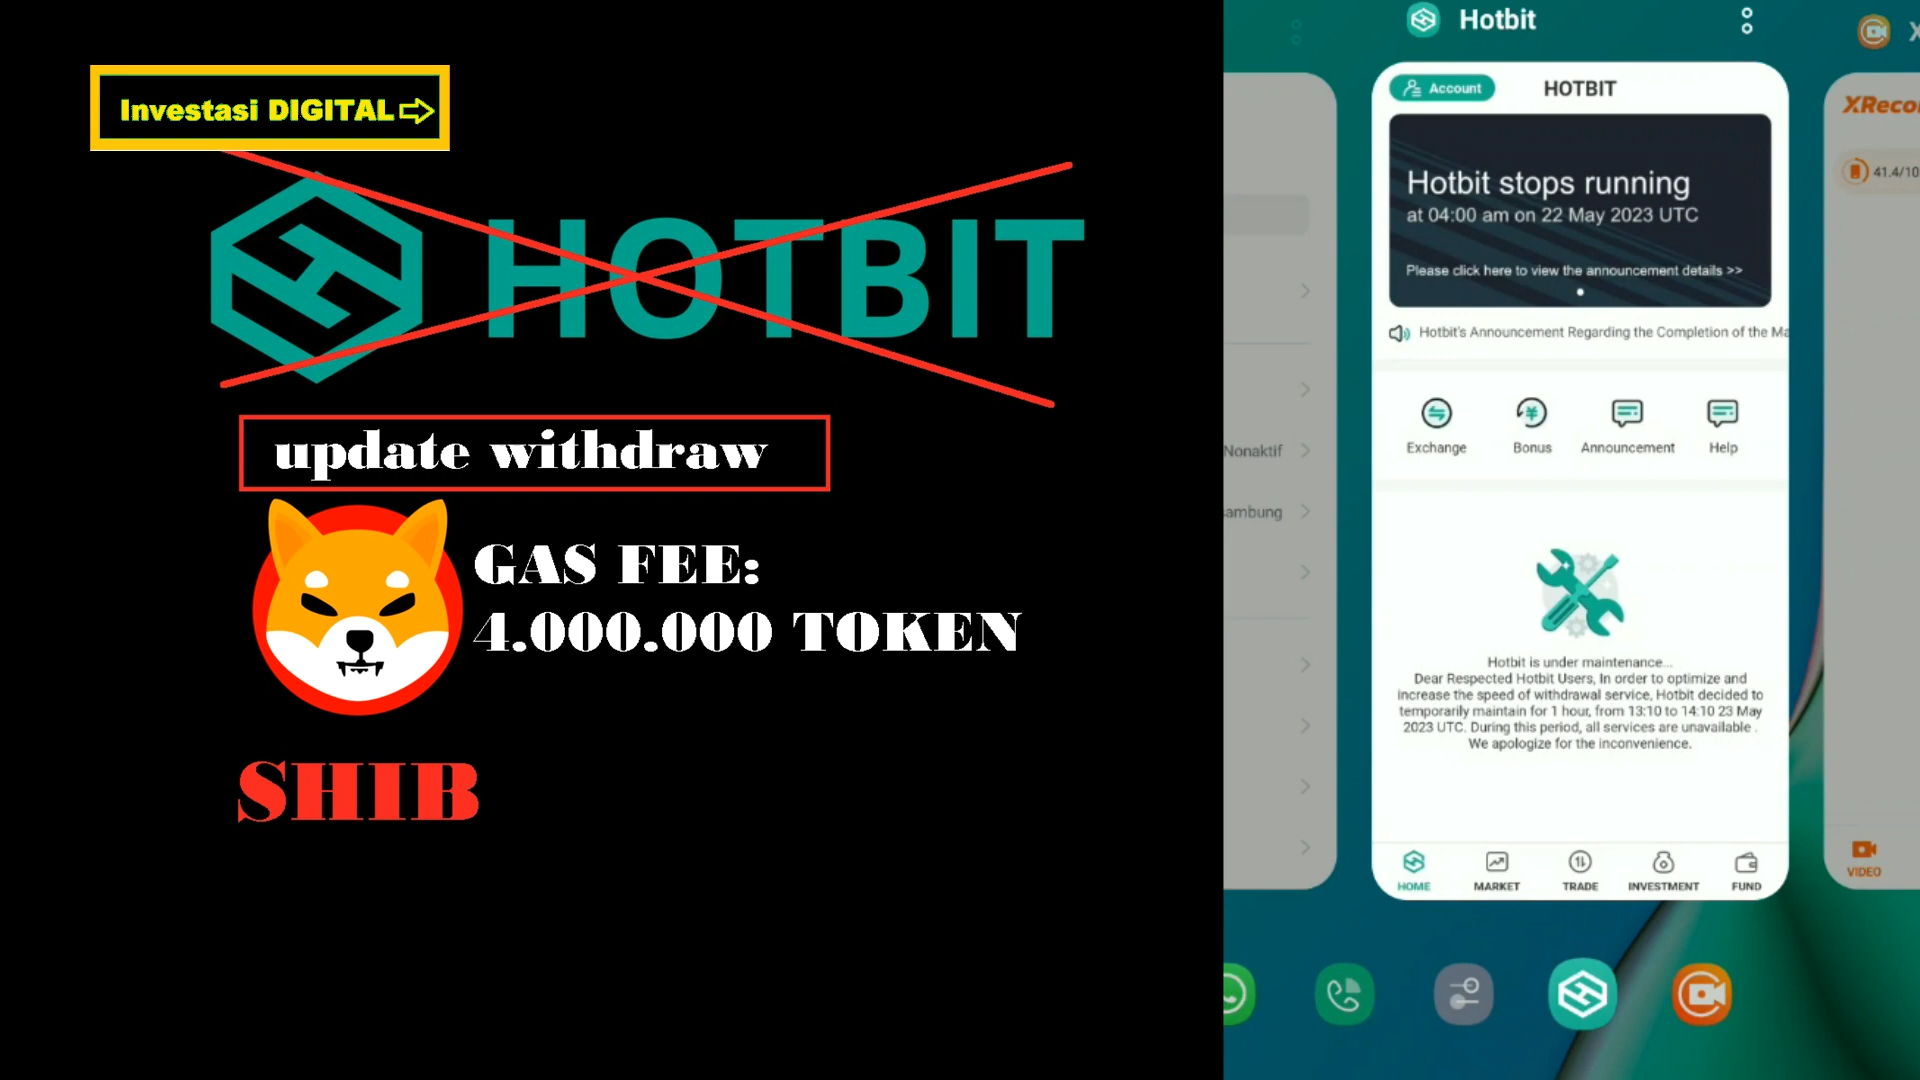 Investasi DIGITAL
HOTBIT
update withdraw
GAS FEE:
4.000.000 TOKEN
SHIB
Hotbit
Account
HOTBIT
Hotbit stops running
at 04:00 am on 22 May 2023 UTC
Please click here to view the announcement details >>
Hotbit's Announcement Regarding the Completion of the Ma
Exchange Bonus Announcement Help
Hotbit is under maintenance...
Dear Respected Hotbit Users, In order to optimize and
increase the speed of withdrawal service, Hotbit decided to
temporarily maintain for 1 hour, from 13:10 to 14:10 23 May
2023 UTC. During this period, all services are unavailable .
We apologize for the inconvenience.
HOME MARKET TRADE INVESTMENT FUND
Nonaktif
ambung
X
XReco
41.4/10
VIDEO